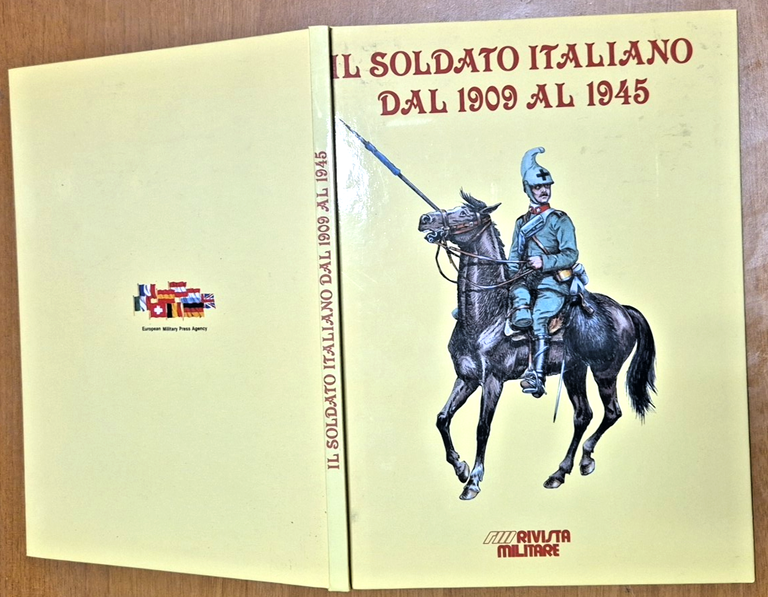 IL SOLDATO ITALIANO
DAL 1909 AL 1945
RIVISTA
MILITARE
IL SOLDATO ITALIANO DAL 1909 AL 1945
European Military Press Agency